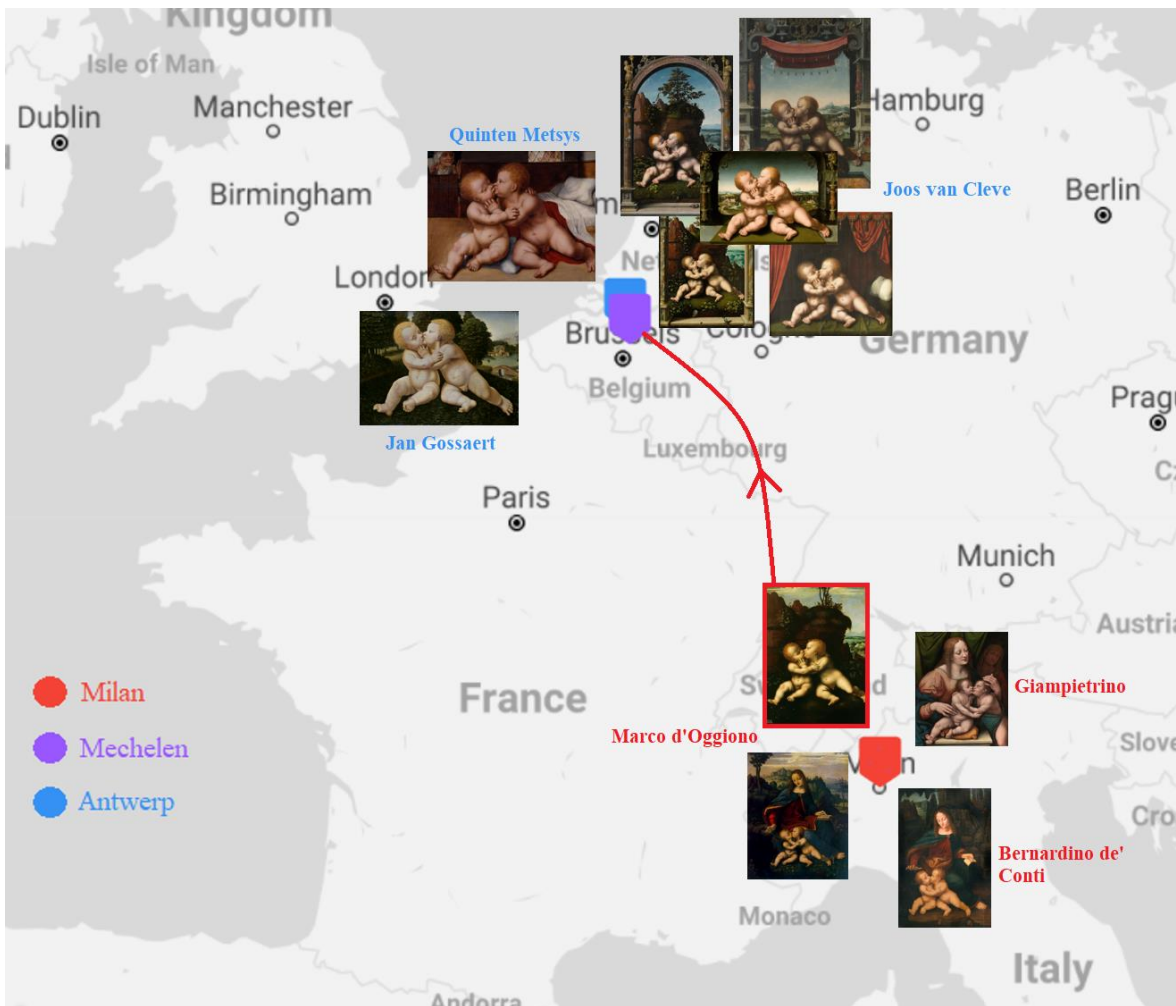 Kingdom
Isle of Man
Dublin
Manchester
Hamburg
Quinten Metsys
Birmingham
Joos van Cleve
Berlin
London
Brussels
Cologne
Germany
Belgium
Prag
Jan Gossaert
Luxembourg
Paris
Munich
Austria
Milan
France
Giampietrino
Marco d'Oggiono
Mechelen
Slove
Antwerp
Cro
Bernardino de'
Conti
Monaco
Italy
Andorra